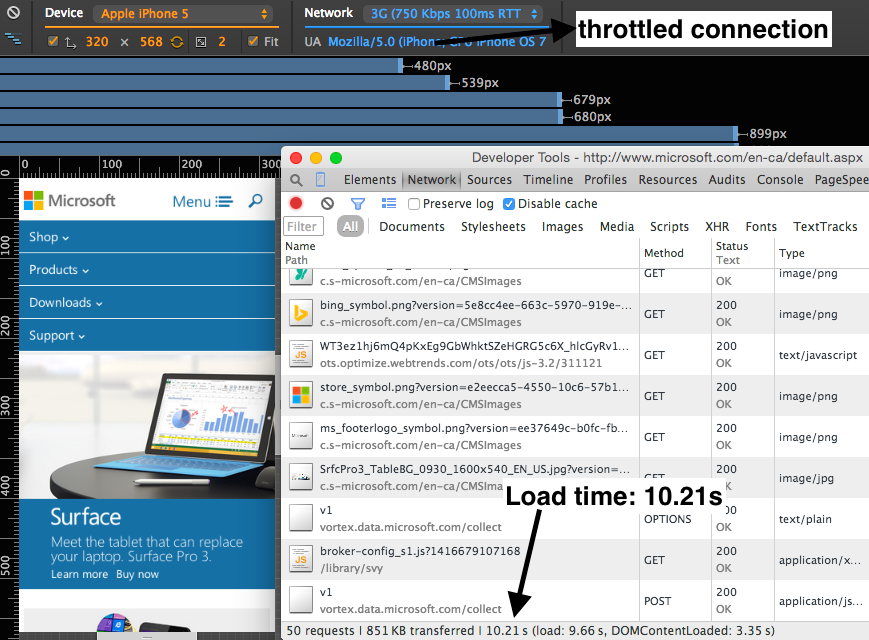 Device Apple iPhone 5 Network 3G (750 Kbps 100ms RTT
320 × 568 2 Fit UA Mozilla/5.0 (iPhone; CPU iPhone OS 7
throttled connection
480px
539px
679px
680px
899px
0 100 200 300
Developer Tools - http://www.microsoft.com/en-ca/default.aspx
Elements Network Sources Timeline Profiles Resources Audits Console PageSpee
Preserve log Disable cache
Filter All Documents Stylesheets Images Media Scripts XHR Fonts TextTracks
Name Method Status Type
Path Text
GET image/png
c.s-microsoft.com/en-ca/CMSImages OK
bing_symbol.png?version=5e8cc4ee-663c-5970-919e-... GET 200 image/png
c.s-microsoft.com/en-ca/CMSImages OK
WT3ez1hj6mQ4pKxEg9GbWhktSZeHGRG5c6X_hlcGyRv1... GET 200 text/javascript
ots.optimize.webtrends.com/ots/ots/js-3.2/311121 OK
store_symbol.png?version=e2eecca5-4550-10c6-57b1... GET 200 image/png
c.s-microsoft.com/en-ca/CMSImages OK
ms_footerlogo_symbol.png?version=ee37649c-b0fc-fb... GET 200 image/png
c.s-microsoft.com/en-ca/CMSImages OK
SrfcPro3_TableBG_0930_1600x540_EN_US.jpg?version=... GET 200 image/jpg
c.s-microsoft.com/en-ca/CMSImages OK
Load time: 10.21s
v1 OPTIONS 200 text/plain
vortex.data.microsoft.com/collect OK
broker-config_s1.js?1416679107168 GET 200 application/x...
/library/svy OK
v1 POST 200 application/js...
vortex.data.microsoft.com/collect OK
50 requests | 851 KB transferred | 10.21 s (load: 9.66 s, DOMContentLoaded: 3.35 s)
0
100
200
300
400
500
Microsoft Menu
Shop
Products
Downloads
Support
Surface
Meet the tablet that can replace
your laptop. Surface Pro 3.
Learn more Buy now